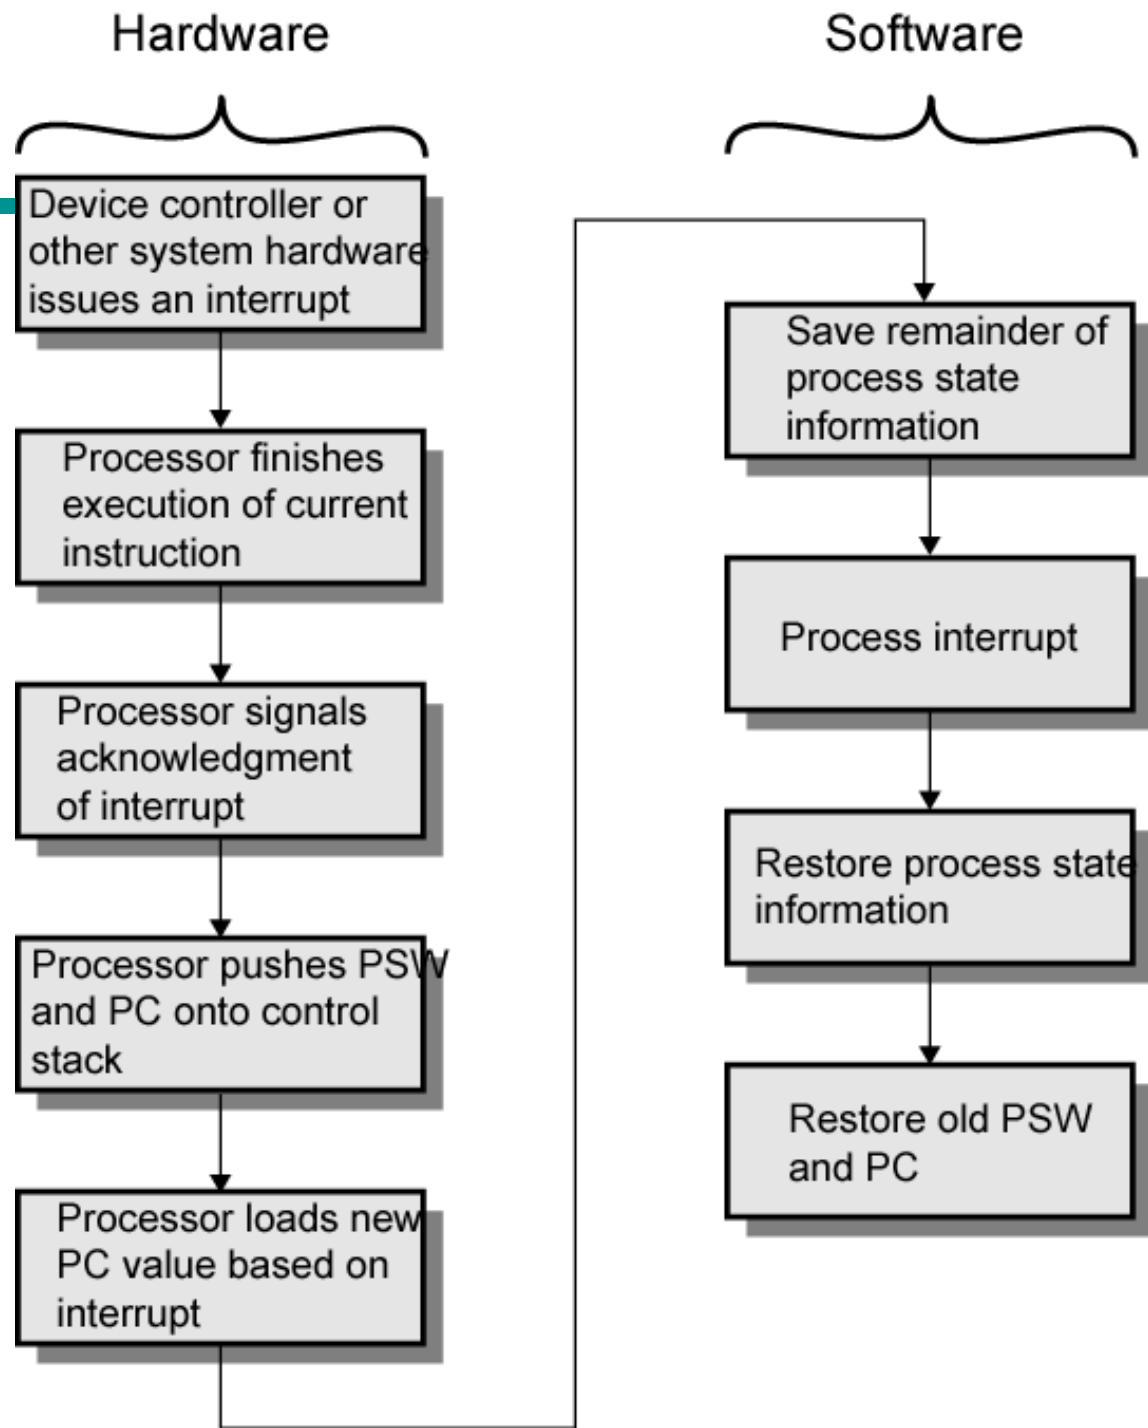 Hardware
Device controller or
other system hardware
issues an interrupt
Processor finishes
execution of current
instruction
Processor signals
acknowledgment
of interrupt
Processor pushes PSW
and PC onto control
stack
Processor loads new
PC value based on
interrupt
Software
Save remainder of
process state
information
Process interrupt
Restore process state
information
Restore old PSW
and PC